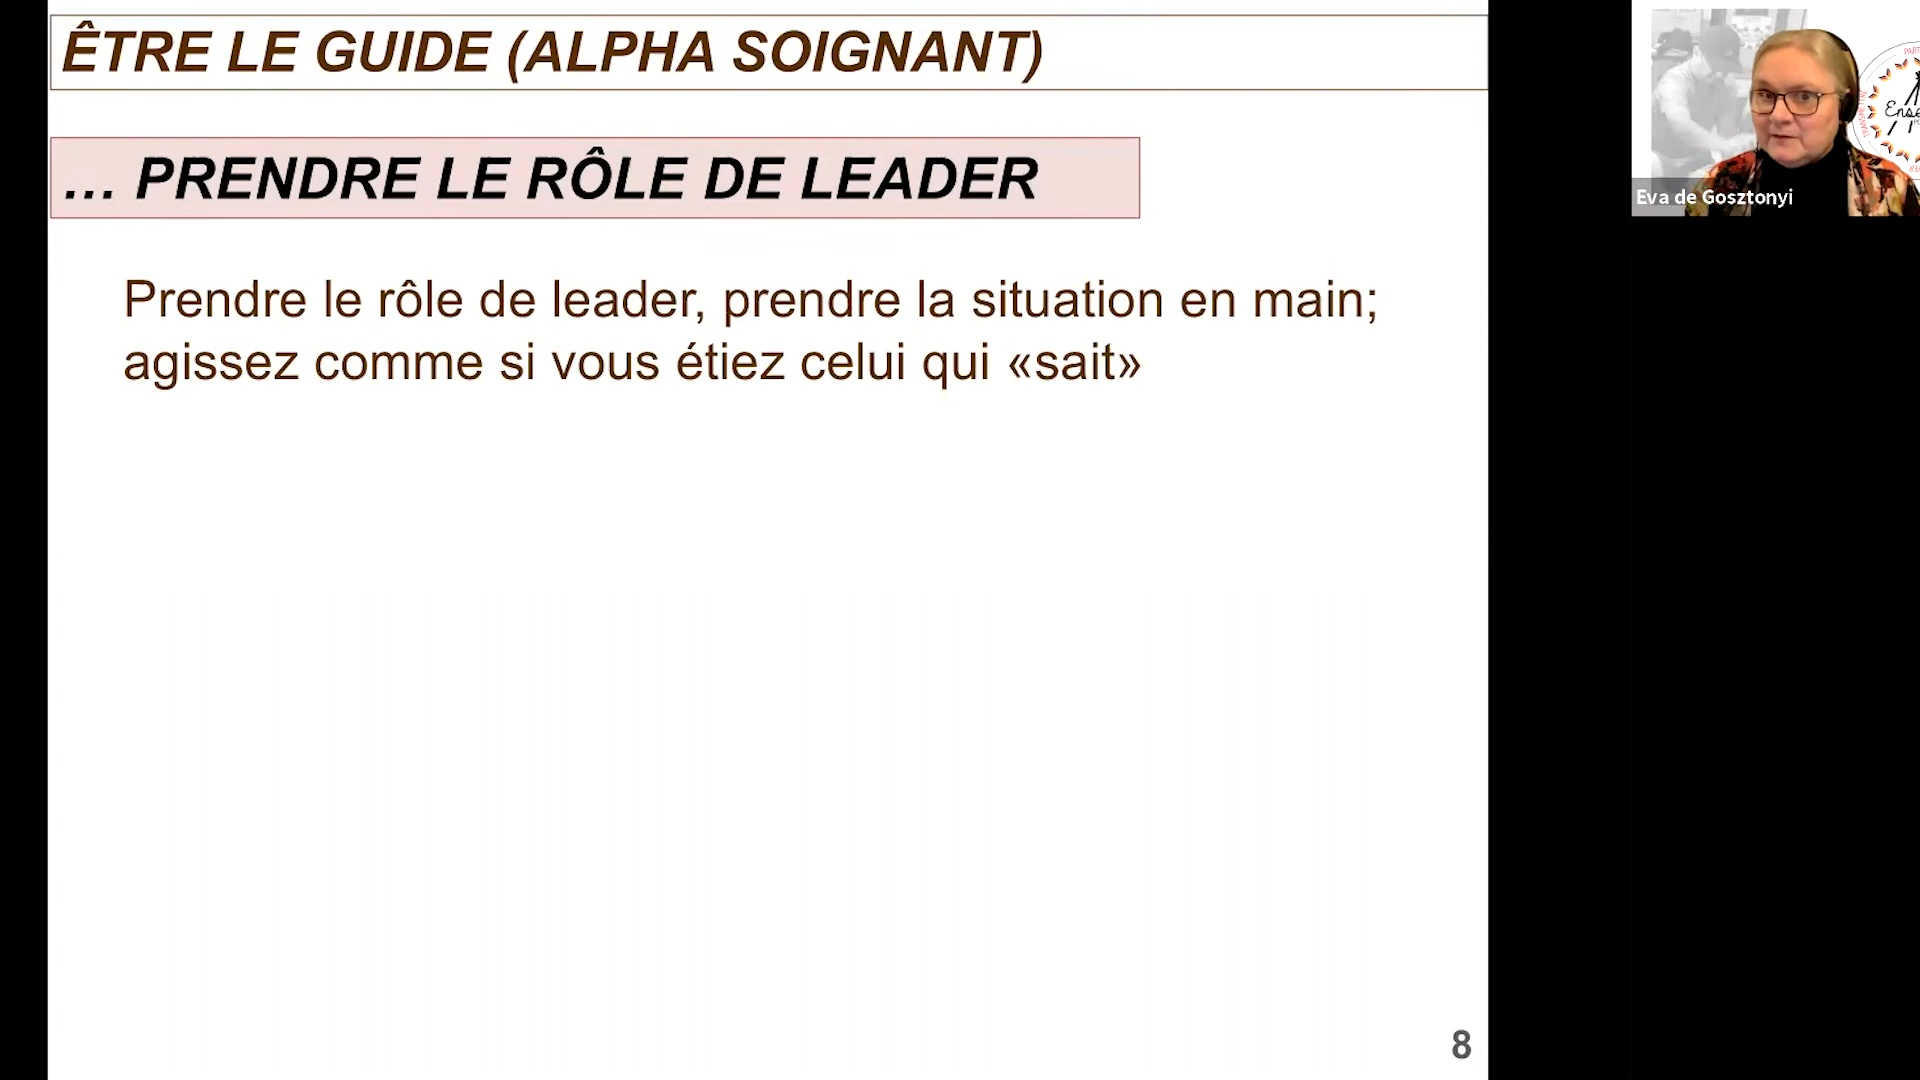 ÊTRE LE GUIDE (ALPHA SOIGNANT)
... PRENDRE LE RÔLE DE LEADER
Prendre le rôle de leader, prendre la situation en main;
agissez comme si vous étiez celui qui «sait»
8
Eva de Gosztonyi